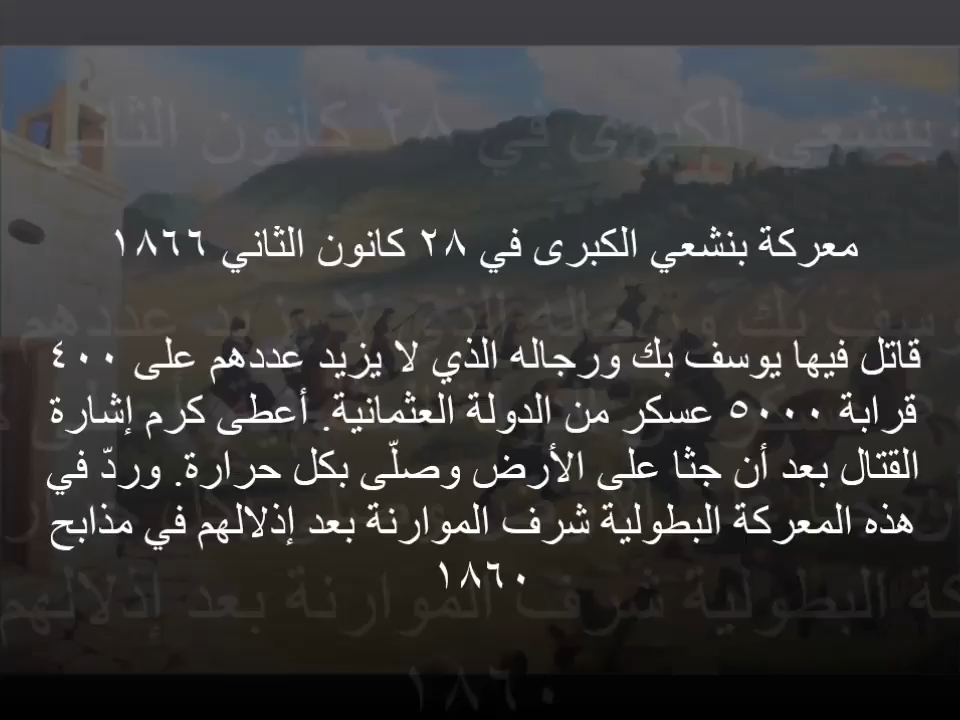 معركة بنشعي الكبرى في ٢٨ كانون الثاني ١٨٦٦
قاتل فيها يوسف بك ورجاله الذي لا يزيد عددهم على ٤٠٠
قرابة ٥٠٠٠ عسكر من الدولة العثمانية. أعطى كرم إشارة
القتال بعد أن جثا على الأرض وصلّى بكل حرارة. وردّ في
هذه المعركة البطولية شرف الموارنة بعد إذلالهم في مذابح
١٨٦٠